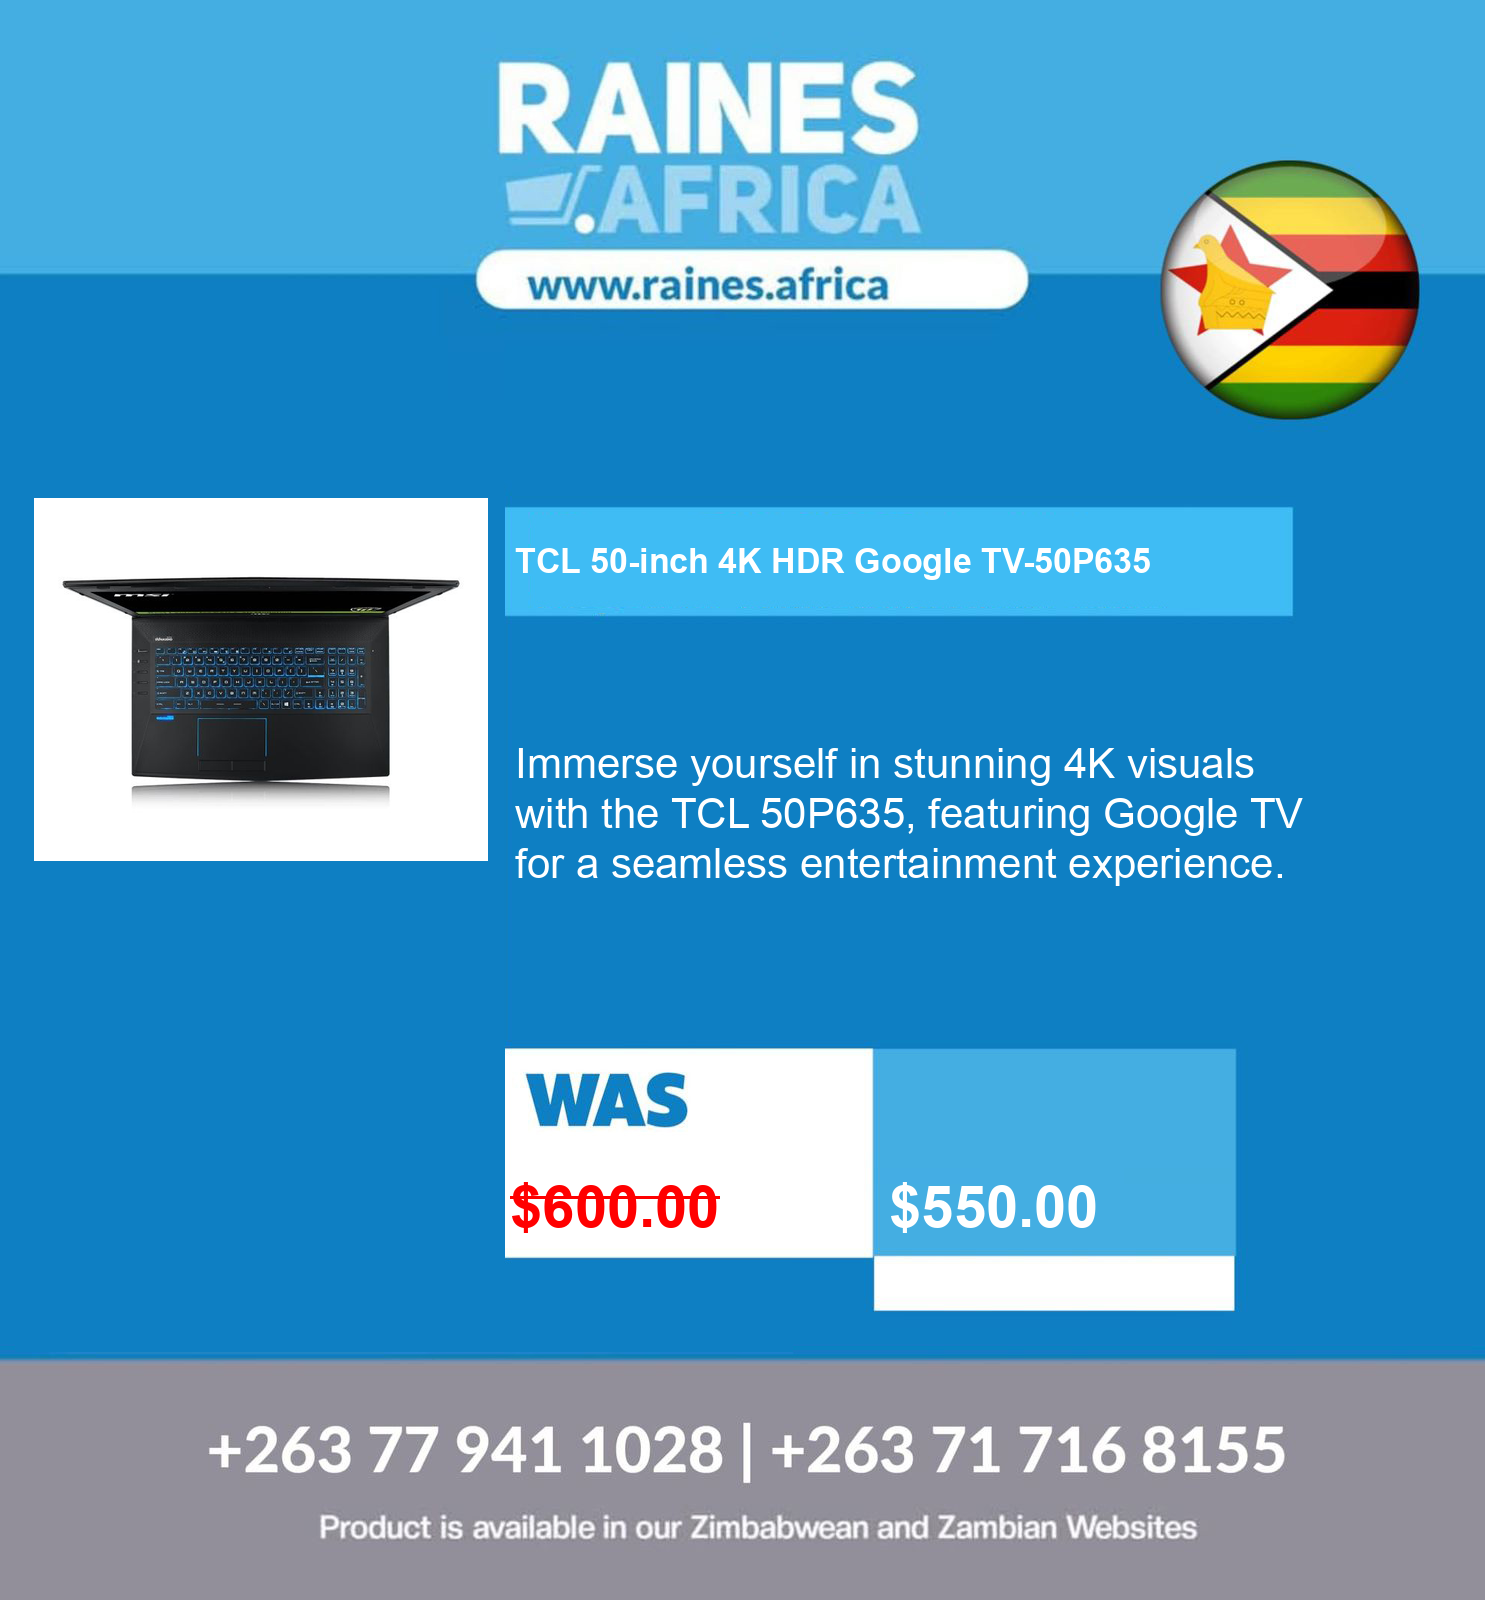 RAINES
.AFRICA
www.raines.africa
msi
TCL 50-inch 4K HDR Google TV-50P635
Immerse yourself in stunning 4K visuals
with the TCL 50P635, featuring Google TV
for a seamless entertainment experience.
WAS
$600.00
$550.00
+263 77 941 1028 | +263 71 716 8155
Product is available in our Zimbabwean and Zambian Websites